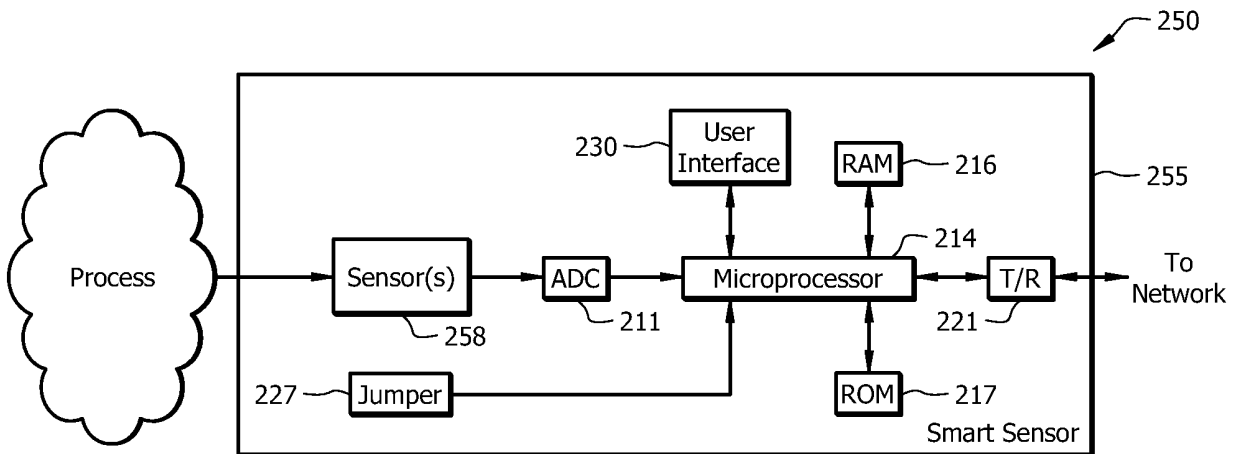 250
User
Interface
230
RAM
216
255
214
Process
Sensor(s)
ADC
Microprocessor
T/R
To
Network
258
211
221
227
Jumper
ROM
217
Smart Sensor